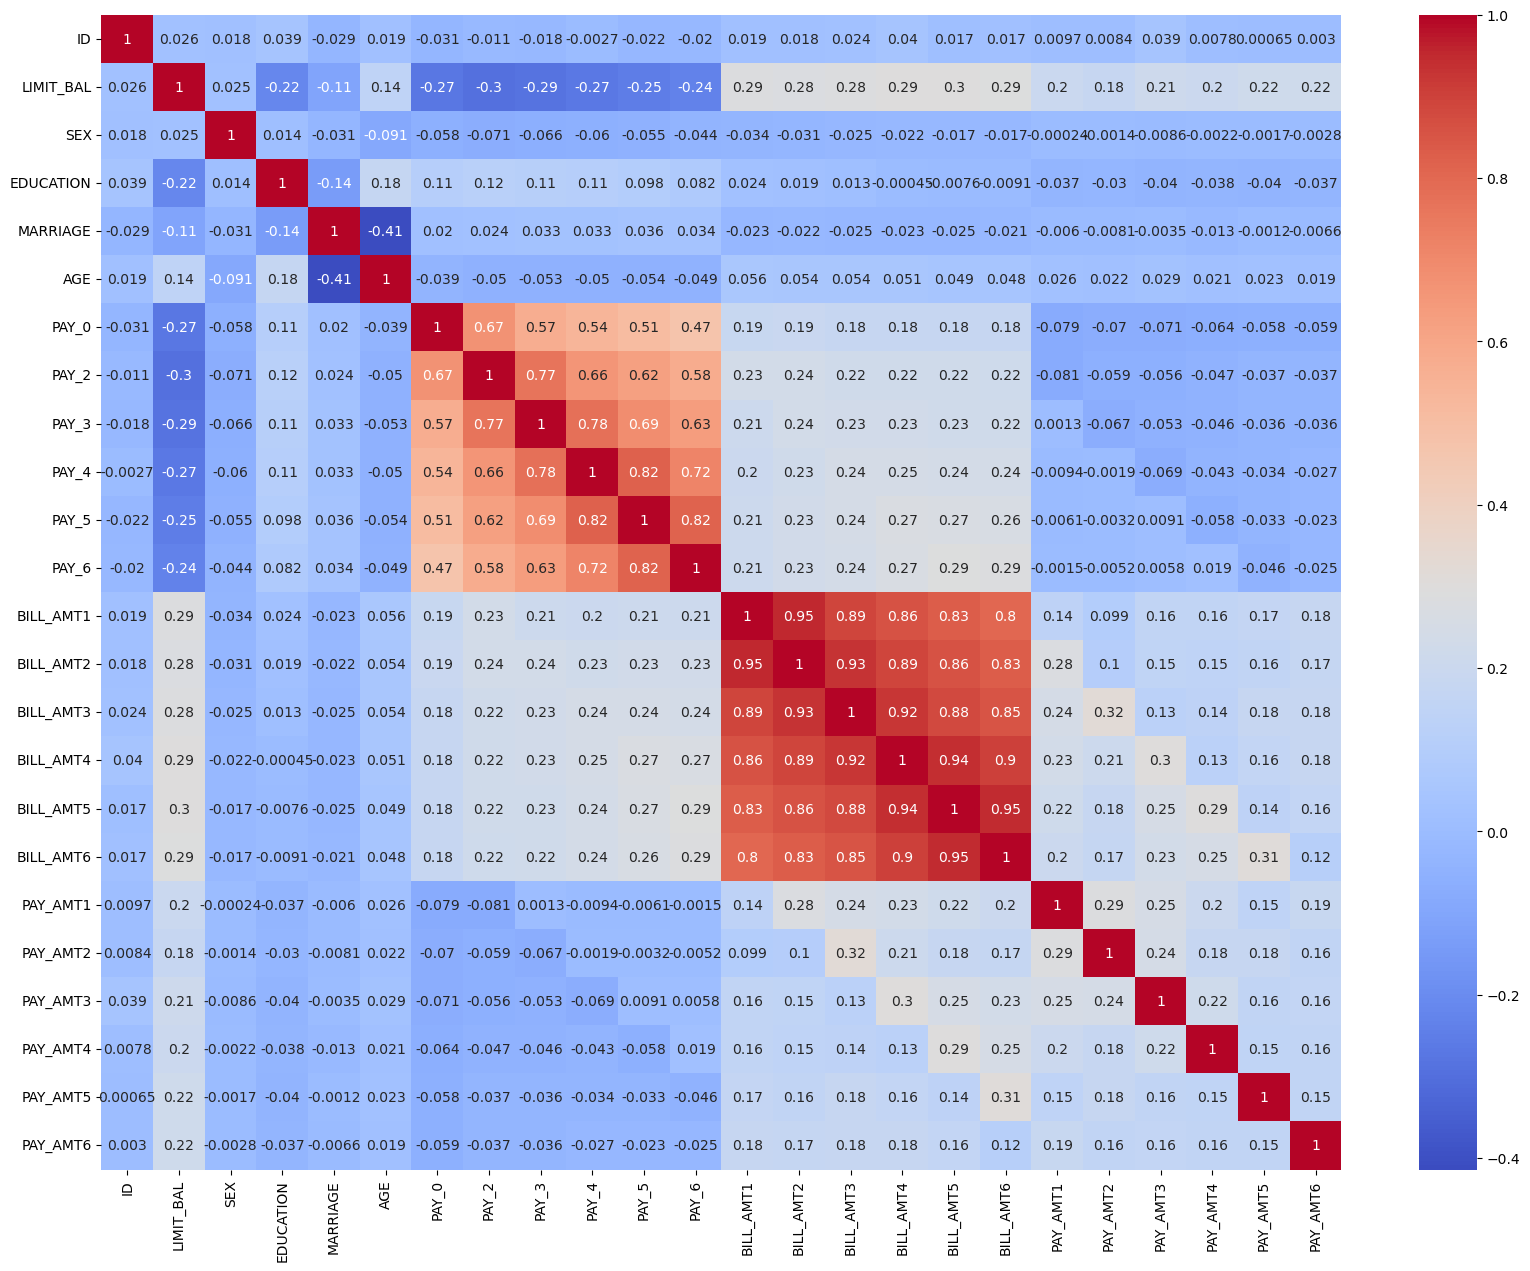 ID 1 0.026 0.018 0.039 -0.029 0.019 -0.031 -0.011 -0.018 -0.0027 -0.022 -0.02 0.019 0.018 0.024 0.04 0.017 0.017 0.0097 0.0084 0.039 0.0078 0.00065 0.003 1.0
LIMIT_BAL 0.026 1 0.025 -0.22 -0.11 0.14 -0.27 -0.3 -0.29 -0.27 -0.25 -0.24 0.29 0.28 0.28 0.29 0.3 0.29 0.2 0.18 0.21 0.2 0.22 0.22
SEX 0.018 0.025 1 0.014 -0.031 -0.091 -0.058 -0.071 -0.066 -0.06 -0.055 -0.044 -0.034 -0.031 -0.025 -0.022 -0.017 -0.017 -0.00024 -0.0014 -0.0086 -0.0022 -0.0017 -0.0028
EDUCATION 0.039 -0.22 0.014 1 -0.14 0.18 0.11 0.12 0.11 0.11 0.098 0.082 0.024 0.019 0.013 -0.00045 -0.0076 -0.0091 -0.037 -0.03 -0.04 -0.038 -0.04 -0.037 0.8
MARRIAGE -0.029 -0.11 -0.031 -0.14 1 -0.41 0.02 0.024 0.033 0.033 0.036 0.034 -0.023 -0.022 -0.025 -0.023 -0.025 -0.021 -0.006 -0.0081 -0.0035 -0.013 -0.0012 -0.0066
AGE 0.019 0.14 -0.091 0.18 -0.41 1 -0.039 -0.05 -0.053 -0.05 -0.054 -0.049 0.056 0.054 0.054 0.051 0.049 0.048 0.026 0.022 0.029 0.021 0.023 0.019
PAY_0 -0.031 -0.27 -0.058 0.11 0.02 -0.039 1 0.67 0.57 0.54 0.51 0.47 0.19 0.19 0.18 0.18 0.18 0.18 -0.079 -0.07 -0.071 -0.064 -0.058 -0.059 0.6
PAY_2 -0.011 -0.3 -0.071 0.12 0.024 -0.05 0.67 1 0.77 0.66 0.62 0.58 0.23 0.24 0.22 0.22 0.22 0.22 -0.081 -0.059 -0.056 -0.047 -0.037 -0.037
PAY_3 -0.018 -0.29 -0.066 0.11 0.033 -0.053 0.57 0.77 1 0.78 0.69 0.63 0.21 0.24 0.23 0.23 0.23 0.22 0.0013 -0.067 -0.053 -0.046 -0.036 -0.036
PAY_4 -0.0027 -0.27 -0.06 0.11 0.033 -0.05 0.54 0.66 0.78 1 0.82 0.72 0.2 0.23 0.24 0.25 0.24 0.24 -0.0094 -0.0019 -0.069 -0.043 -0.034 -0.027
PAY_5 -0.022 -0.25 -0.055 0.098 0.036 -0.054 0.51 0.62 0.69 0.82 1 0.82 0.21 0.23 0.24 0.27 0.27 0.26 -0.0061 -0.0032 0.0091 -0.058 -0.033 -0.023 0.4
PAY_6 -0.02 -0.24 -0.044 0.082 0.034 -0.049 0.47 0.58 0.63 0.72 0.82 1 0.21 0.23 0.24 0.27 0.29 0.29 -0.0015 -0.0052 0.0058 0.019 -0.046 -0.025
BILL_AMT1 0.019 0.29 -0.034 0.024 -0.023 0.056 0.19 0.23 0.21 0.2 0.21 0.21 1 0.95 0.89 0.86 0.83 0.8 0.14 0.099 0.16 0.16 0.17 0.18
BILL_AMT2 0.018 0.28 -0.031 0.019 -0.022 0.054 0.19 0.24 0.24 0.23 0.23 0.23 0.95 1 0.93 0.89 0.86 0.83 0.28 0.1 0.15 0.15 0.16 0.17 0.2
BILL_AMT3 0.024 0.28 -0.025 0.013 -0.025 0.054 0.18 0.22 0.23 0.24 0.24 0.24 0.89 0.93 1 0.92 0.88 0.85 0.24 0.32 0.13 0.14 0.18 0.18
BILL_AMT4 0.04 0.29 -0.022 -0.00045 -0.023 0.051 0.18 0.22 0.23 0.25 0.27 0.27 0.86 0.89 0.92 1 0.94 0.9 0.23 0.21 0.3 0.13 0.16 0.18
BILL_AMT5 0.017 0.3 -0.017 -0.0076 -0.025 0.049 0.18 0.22 0.23 0.24 0.27 0.29 0.83 0.86 0.88 0.94 1 0.95 0.22 0.18 0.25 0.29 0.14 0.16 0.0
BILL_AMT6 0.017 0.29 -0.017 -0.0091 -0.021 0.048 0.18 0.22 0.22 0.24 0.26 0.29 0.8 0.83 0.85 0.9 0.95 1 0.2 0.17 0.23 0.25 0.31 0.12
PAY_AMT1 0.0097 0.2 -0.00024 -0.037 -0.006 0.026 -0.079 -0.081 0.0013 -0.0094 -0.0061 -0.0015 0.14 0.28 0.24 0.23 0.22 0.2 1 0.29 0.25 0.2 0.15 0.19
PAY_AMT2 0.0084 0.18 -0.0014 -0.03 -0.0081 0.022 -0.07 -0.059 -0.067 -0.0019 -0.0032 -0.0052 0.099 0.1 0.32 0.21 0.18 0.17 0.29 1 0.24 0.18 0.18 0.16
PAY_AMT3 0.039 0.21 -0.0086 -0.04 -0.0035 0.029 -0.071 -0.056 -0.053 -0.069 0.0091 0.0058 0.16 0.15 0.13 0.3 0.25 0.23 0.25 0.24 1 0.22 0.16 0.16 −0.2
PAY_AMT4 0.0078 0.2 -0.0022 -0.038 -0.013 0.021 -0.064 -0.047 -0.046 -0.043 -0.058 0.019 0.16 0.15 0.14 0.13 0.29 0.25 0.2 0.18 0.22 1 0.15 0.16
PAY_AMT5 0.00065 0.22 -0.0017 -0.04 -0.0012 0.023 -0.058 -0.037 -0.036 -0.034 -0.033 -0.046 0.17 0.16 0.18 0.16 0.14 0.31 0.15 0.18 0.16 0.15 1 0.15
PAY_AMT6 0.003 0.22 -0.0028 -0.037 -0.0066 0.019 -0.059 -0.037 -0.036 -0.027 -0.023 -0.025 0.18 0.17 0.18 0.18 0.16 0.12 0.19 0.16 0.16 0.16 0.15 1 −0.4
ID LIMIT_BAL SEX EDUCATION MARRIAGE AGE PAY_0 PAY_2 PAY_3 PAY_4 PAY_5 PAY_6 BILL_AMT1 BILL_AMT2 BILL_AMT3 BILL_AMT4 BILL_AMT5 BILL_AMT6 PAY_AMT1 PAY_AMT2 PAY_AMT3 PAY_AMT4 PAY_AMT5 PAY_AMT6